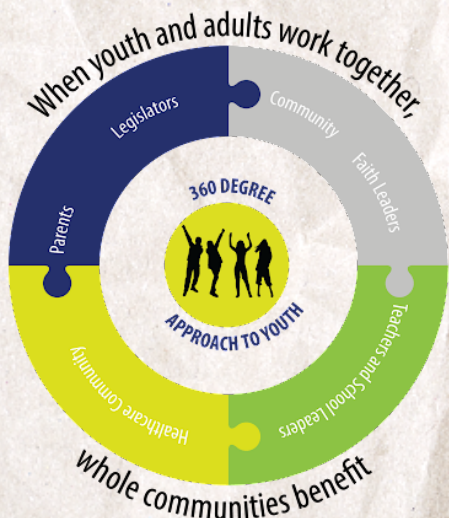 When youth and adults work together,
Legislators
Community
Faith Leaders
Parents
360 DEGREE
APPROACH TO YOUTH
Teachers and School Leaders
Healthcare Community
whole communities benefit